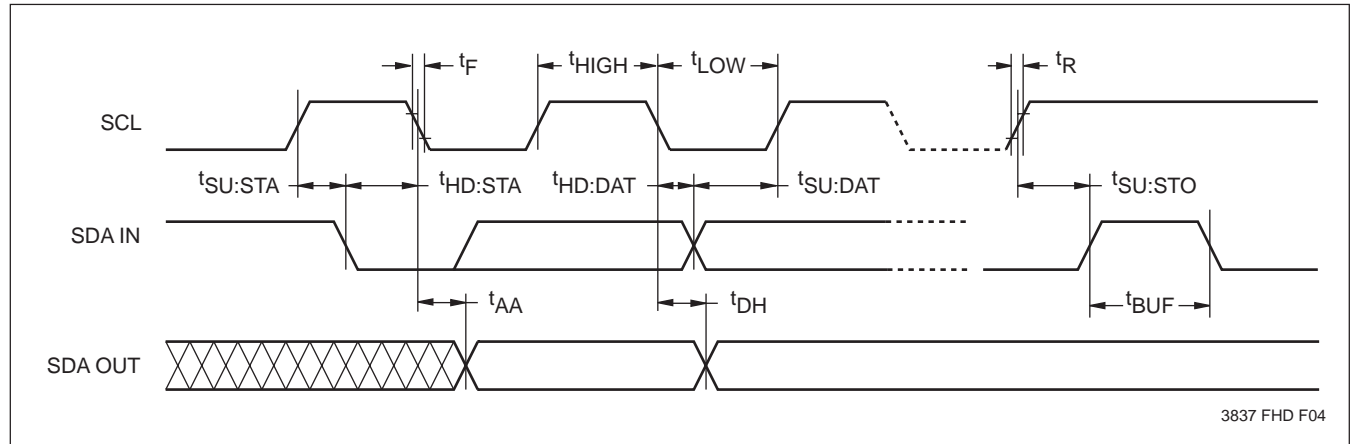 tF tHIGH tLOW tR
SCL
tSU:STA tHD:STA tHD:DAT tSU:DAT tSU:STO
SDA IN
tAA tDH tBUF
SDA OUT
3837 FHD F04